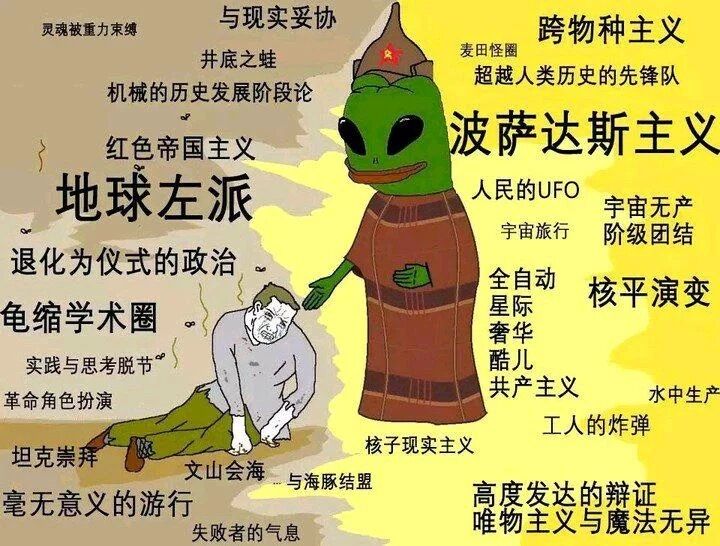 灵魂被重力束缚
与现实妥协
井底之蛙
机械的历史发展阶段论
红色帝国主义
地球左派
退化为仪式的政治
龟缩学术圈
实践与思考脱节
革命角色扮演
坦克崇拜
文山会海
毫无意义的游行
失败者的气息
跨物种主义
麦田怪圈
超越人类历史的先锋队
波萨达斯主义
人民的UFO
宇宙旅行
宇宙无产
阶级团结
全自动
星际
奢华
酷儿
共产主义
核平演变
水中生产
工人的炸弹
核子现实主义
与海豚结盟
高度发达的辩证
唯物主义与魔法无异